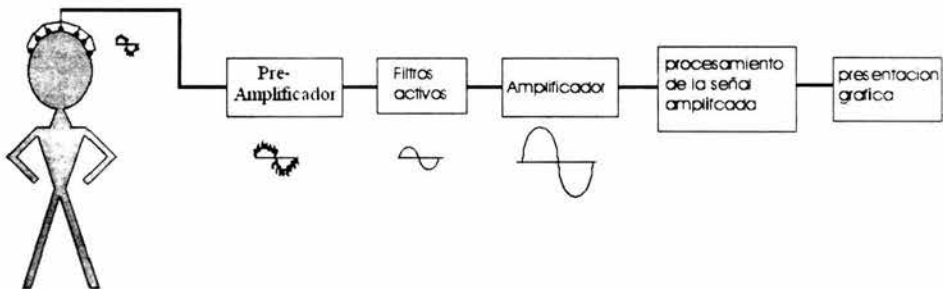 Pre-
Amplificador
Filtros
activos
Amplificador
procesamiento
de la señal
amplifcada
presentacion
grafica